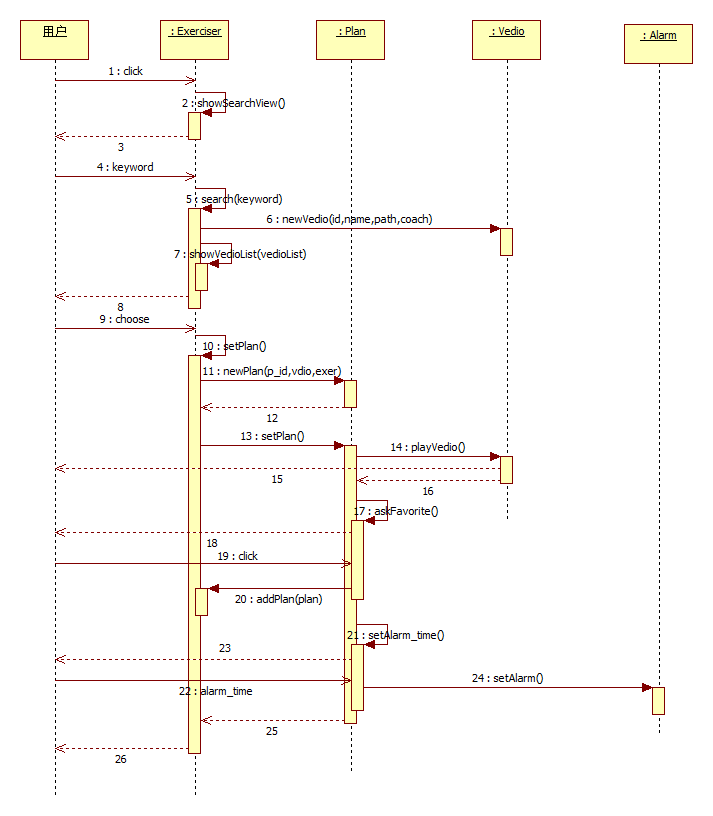 用户
: Exerciser
: Plan
: Vedio
: Alarm
1 : click
2 : showSearchView()
3
4 : keyword
5 : search(keyword)
6 : newVedio(id,name,path,coach)
7 : showVedioList(vedioList)
8
9 : choose
10 : setPlan()
11 : newPlan(p_id,vdio,exer)
12
13 : setPlan()
14 : playVedio()
15
16
17 : askFavorite()
18
19 : click
20 : addPlan(plan)
21 : setAlarm_time()
23
24 : setAlarm()
22 : alarm_time
25
26